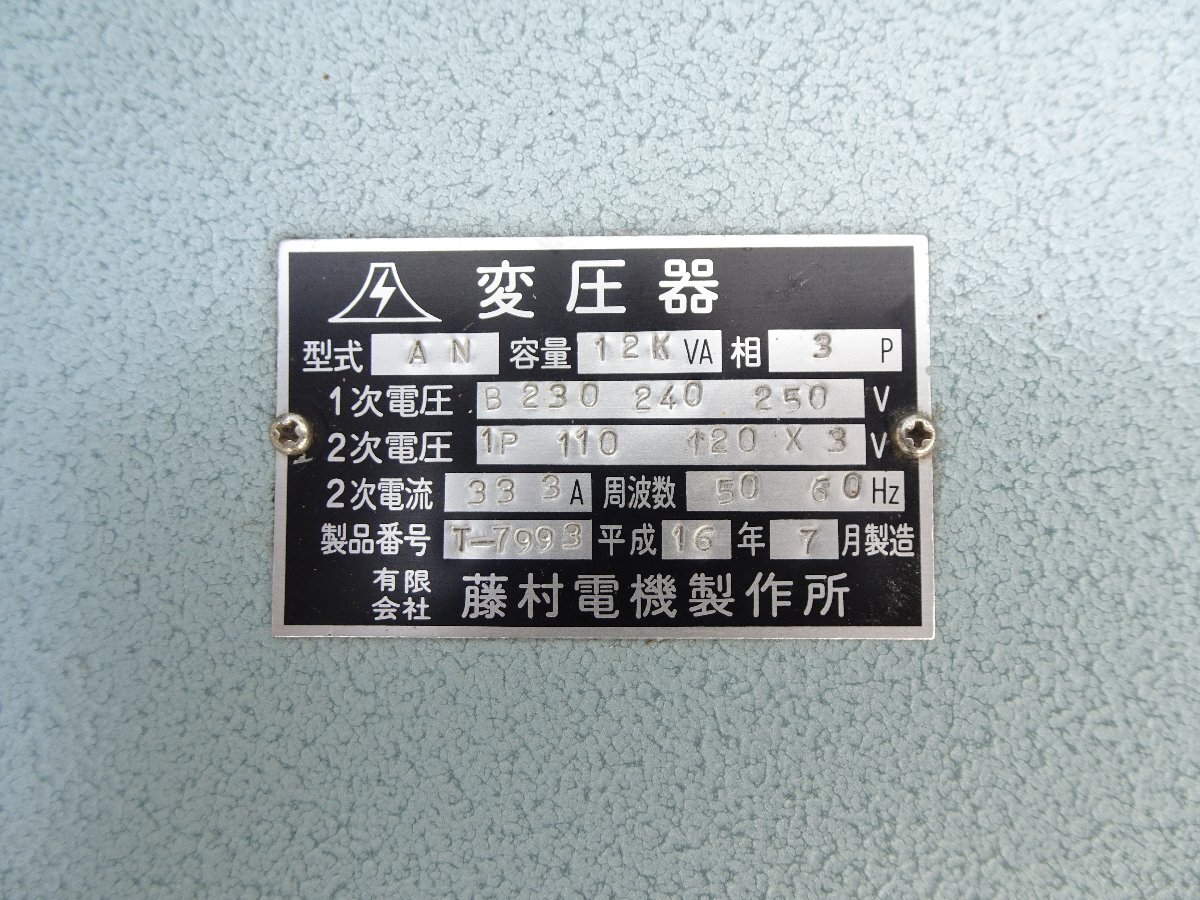 変圧器
型式 AN 容量 12K VA 相 3 P
1次電圧 B 230 240 250 V
2次電圧 1P 110 120 X 3 V
2次電流 33 3 A 周波数 50 60 Hz
製品番号 T-7993 平成 16 年 7 月製造
有限会社 藤村電機製作所